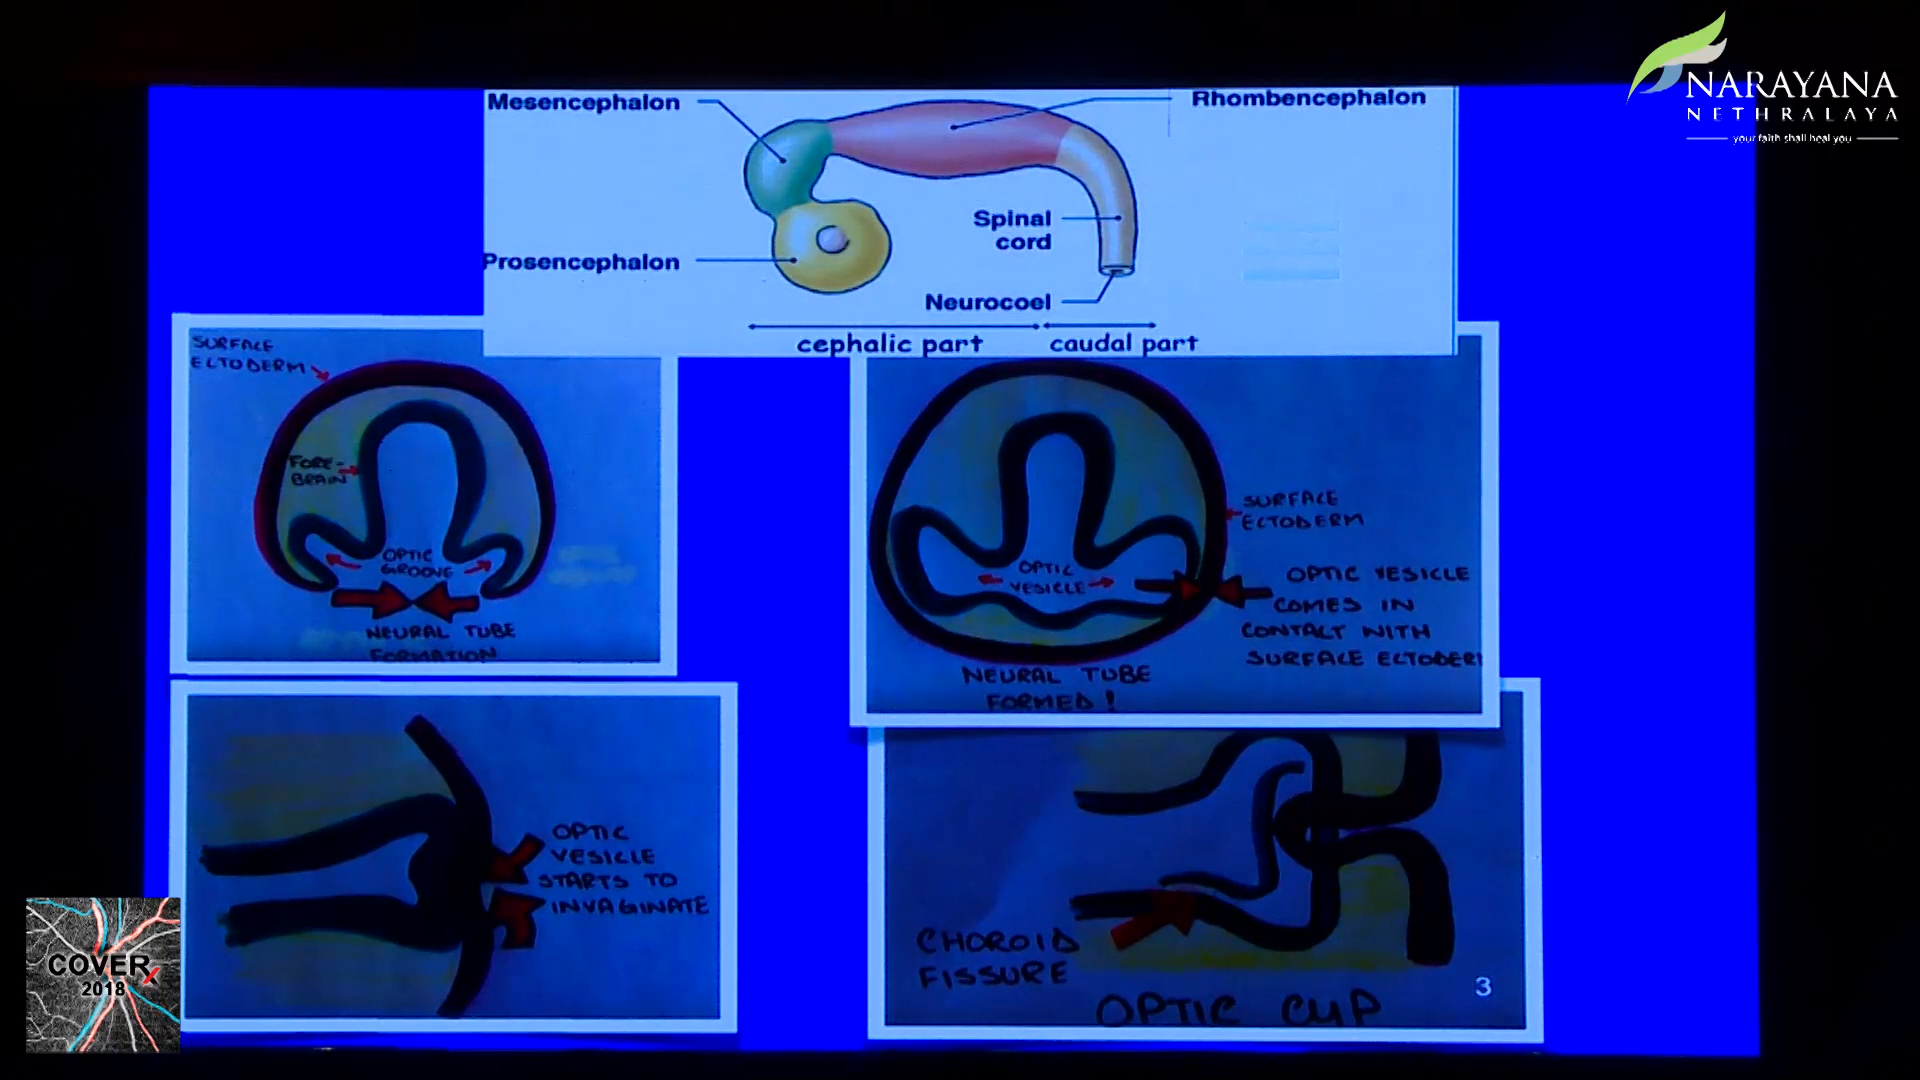 NARAYANA
NETHRALAYA
your faith shall heal you
Mesencephalon
Rhombencephalon
Spinal
cord
Prosencephalon
Neurocoel
cephalic part
caudal part
SURFACE
ECTODERM
FORE-
BRAIN
OPTIC
GROOVE
NEURAL TUBE
FORMATION
SURFACE
ECTODERM
OPTIC
VESICLE
OPTIC VESICLE
COMES IN
CONTACT WITH
SURFACE ECTODERM
NEURAL TUBE
FORMED!
OPTIC
VESICLE
STARTS TO
INVAGINATE
CHOROID
FISSURE
OPTIC CUP
3
COVER
2018